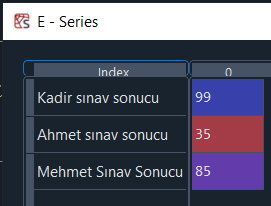 E - Series
Index 0
Kadir sınav sonucu 99
Ahmet sınav sonucu 35
Mehmet Sınav Sonucu 85